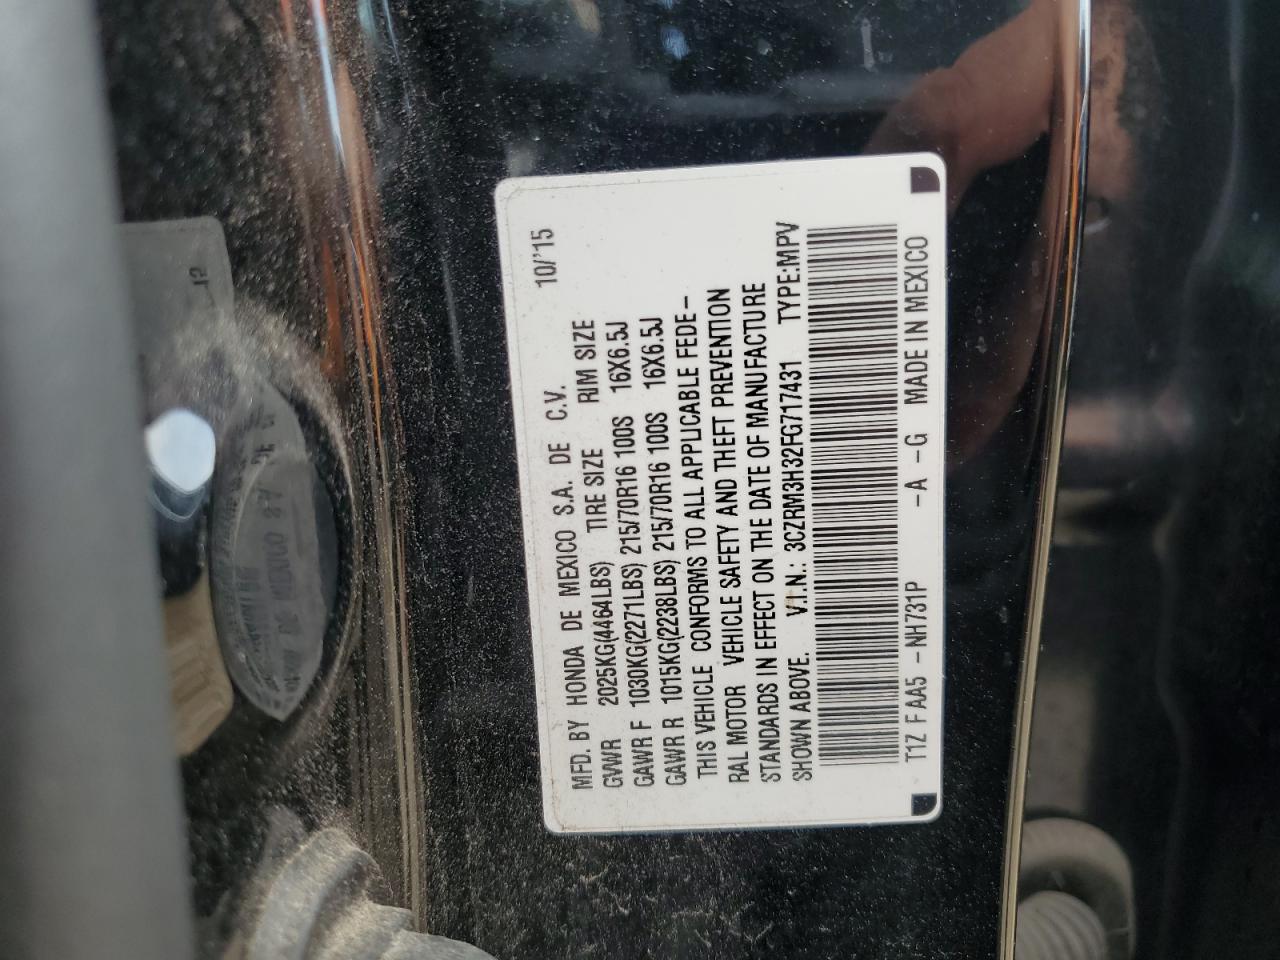 MFD. BY HONDA DE MEXICO S.A. DE C.V. 10/'15
GVWR 2025KG(4464LBS) TIRE SIZE RIM SIZE
GAWR F 1030KG(2271LBS) 215/70R16 100S 16X6.5J
GAWR R 1015KG(2238LBS) 215/70R16 100S 16X6.5J
THIS VEHICLE CONFORMS TO ALL APPLICABLE FEDE-
RAL MOTOR VEHICLE SAFETY AND THEFT PREVENTION
STANDARDS IN EFFECT ON THE DATE OF MANUFACTURE
SHOWN ABOVE. V.I.N.: 3CZRM3H32FG717431 TYPE:MPV
T1Z F AA5 -NH731P -A -G MADE IN MEXICO